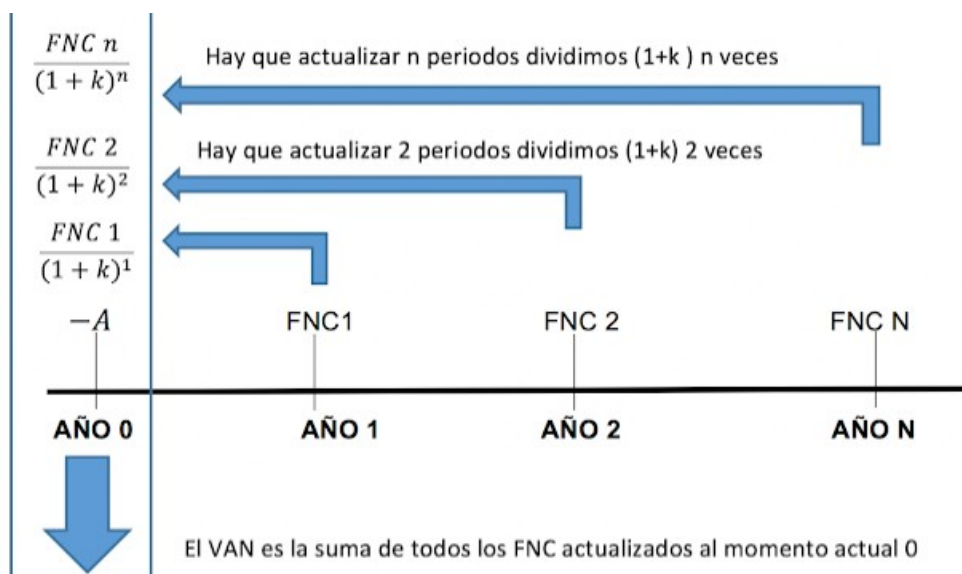 FNC n
(1 + k)^n
Hay que actualizar n periodos dividimos (1+k ) n veces
FNC 2
(1 + k)^2
Hay que actualizar 2 periodos dividimos (1+k) 2 veces
FNC 1
(1 + k)^1
−A FNC1 FNC 2 FNC N
AÑO 0 AÑO 1 AÑO 2 AÑO N
El VAN es la suma de todos los FNC actualizados al momento actual 0